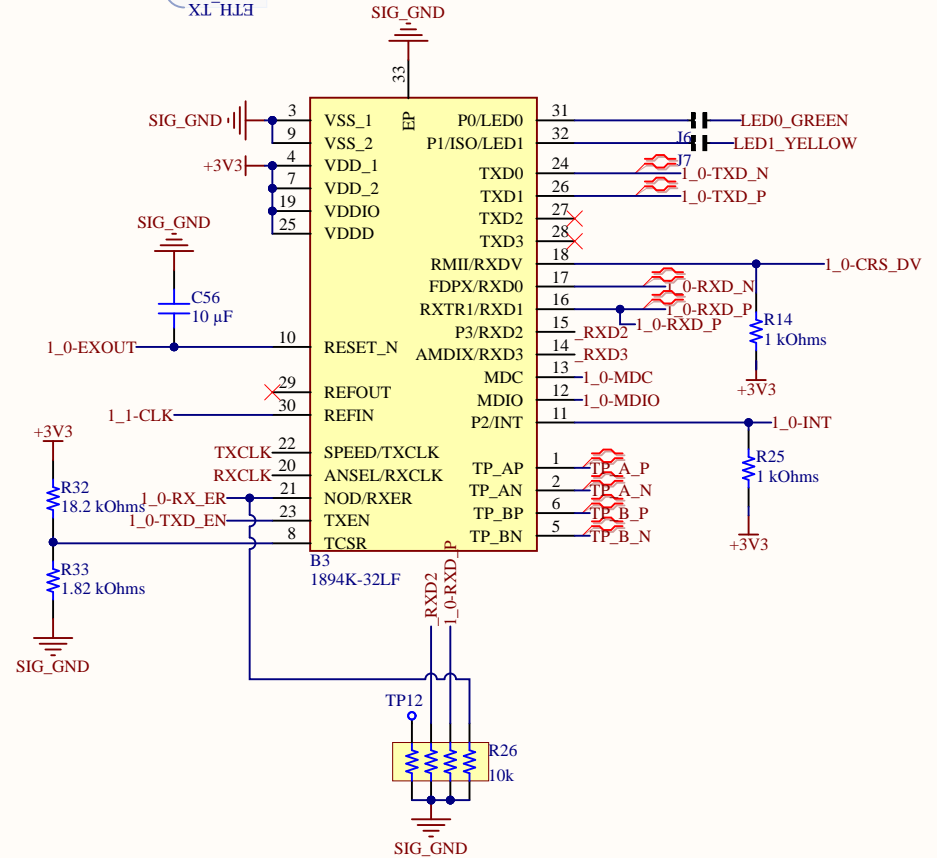 ETH_TX
SIG_GND
33
EP
SIG_GND
3
VSS_1
9
VSS_2
+3V3
4
VDD_1
7
VDD_2
19
VDDIO
25
VDDD
SIG_GND
C56
10 µF
1_0-EXOUT
10
RESET_N
29
REFOUT
1_1-CLK
30
REFIN
TXCLK
22
SPEED/TXCLK
RXCLK
20
ANSEL/RXCLK
1_0-RX_ER
21
NOD/RXER
1_0-TXD_EN
23
TXEN
8
TCSR
+3V3
R32
18.2 kOhms
R33
1.82 kOhms
SIG_GND
P0/LED0
31
LED0_GREEN
J6
P1/ISO/LED1
32
LED1_YELLOW
J7
TXD0
24
1_0-TXD_N
TXD1
26
1_0-TXD_P
TXD2
27
TXD3
28
RMII/RXDV
18
1_0-CRS_DV
FDPX/RXD0
17
1_0-RXD_N
RXTR1/RXD1
16
1_0-RXD_P
1_0-RXD_P
P3/RXD2
15
_RXD2
AMDIX/RXD3
14
_RXD3
MDC
13
1_0-MDC
MDIO
12
1_0-MDIO
P2/INT
11
1_0-INT
R14
1 kOhms
+3V3
R25
1 kOhms
+3V3
TP_AP
1
TP_A_P
TP_AN
2
TP_A_N
TP_BP
6
TP_B_P
TP_BN
5
TP_B_N
B3
1894K-32LF
_RXD2
1_0-RXD_P
TP12
R26
10k
SIG_GND